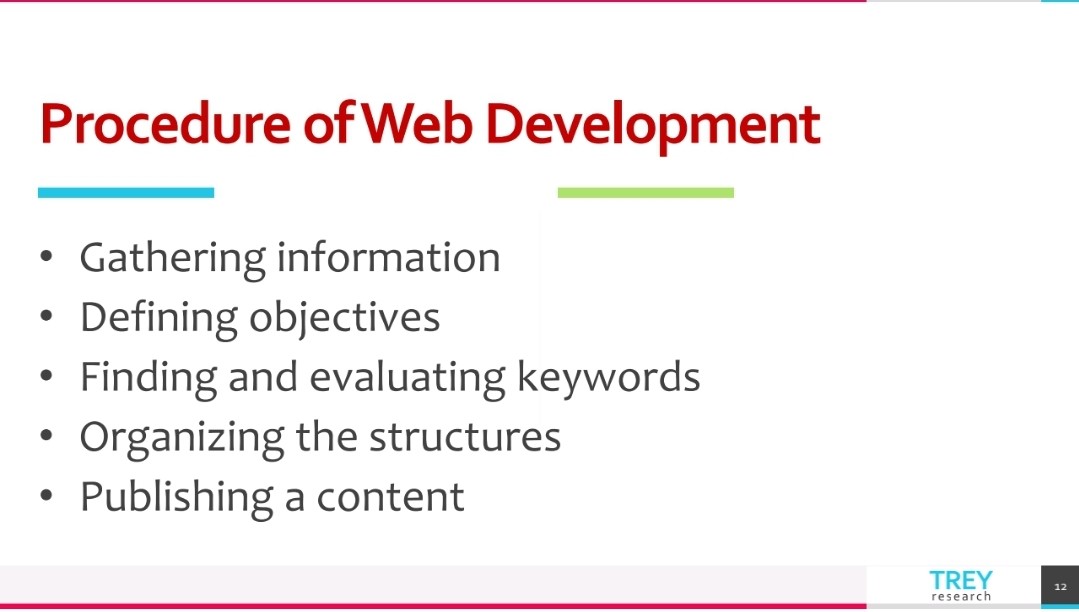 Procedure of Web Development
• Gathering information
• Defining objectives
• Finding and evaluating keywords
• Organizing the structures
• Publishing a content
TREY
research
12